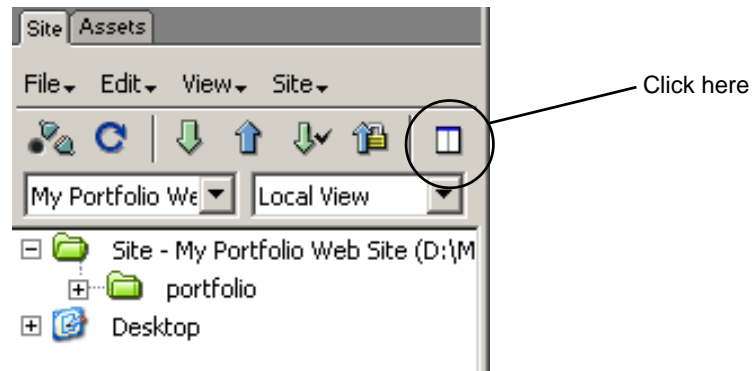 Site Assets
File Edit View Site
Click here
My Portfolio We Local View
Site - My Portfolio Web Site (D:\M
portfolio
Desktop